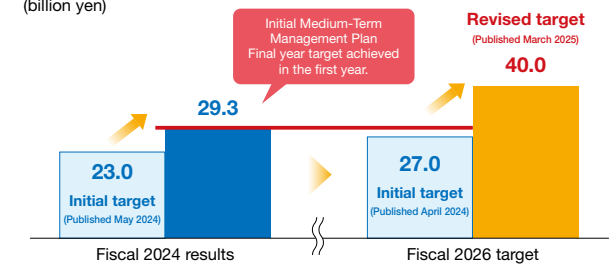 (billion yen)
Initial Medium-Term
Management Plan
Final year target achieved
in the first year.
Revised target
(Published March 2025)
40.0
29.3
23.0
Initial target
(Published May 2024)
27.0
Initial target
(Published April 2024)
Fiscal 2024 results
Fiscal 2026 target